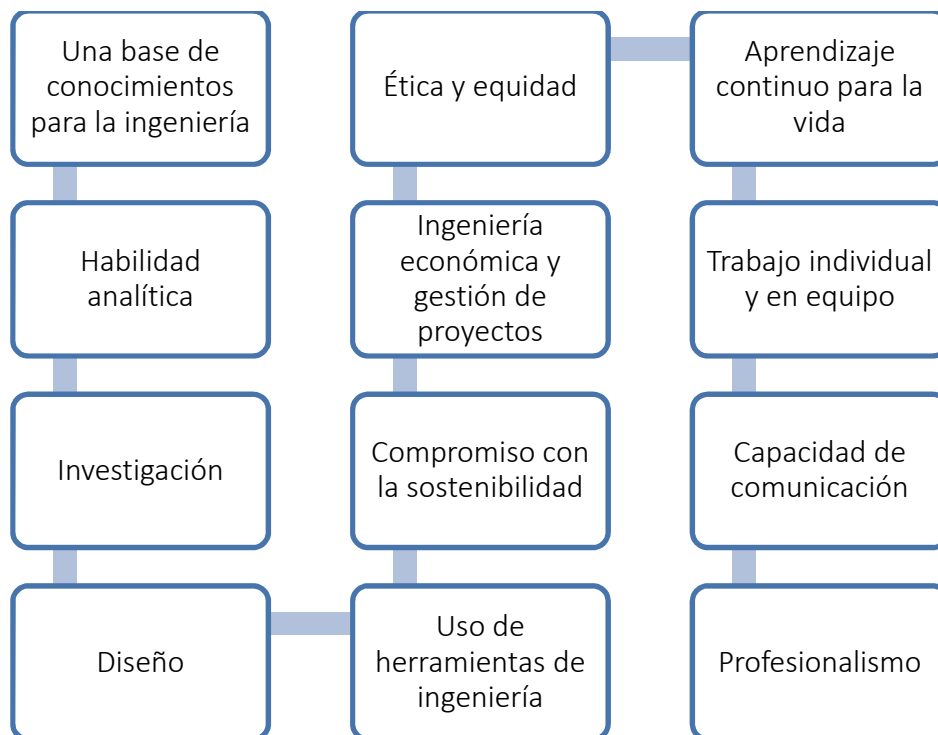 Una base de
conocimientos
para la ingeniería
Habilidad
analítica
Investigación
Diseño
Uso de
herramientas de
ingeniería
Compromiso con
la sostenibilidad
Ingeniería
económica y
gestión de
proyectos
Ética y equidad
Aprendizaje
continuo para la
vida
Trabajo individual
y en equipo
Capacidad de
comunicación
Profesionalismo